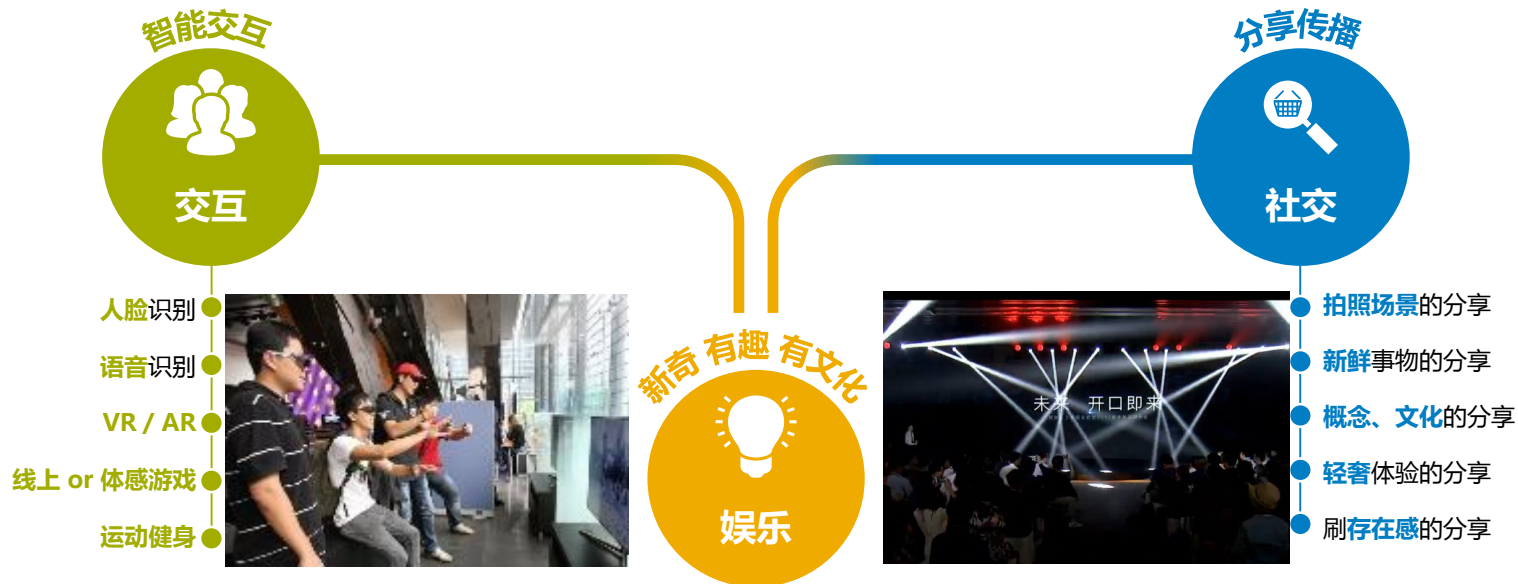 智能交互
交互
人脸识别
语音识别
VR / AR
线上 or 体感游戏
运动健身
新奇 有趣 有文化
娱乐
分享传播
社交
未来，开口即来
拍照场景的分享
新鲜事物的分享
概念、文化的分享
轻奢体验的分享
刷存在感的分享